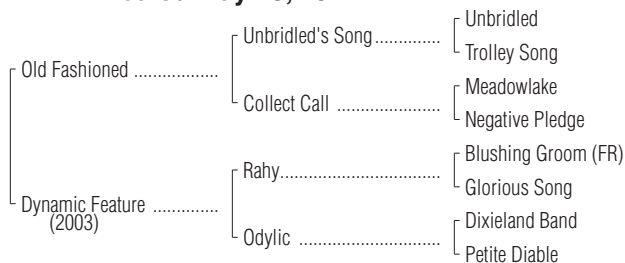 Unbridled
Unbridled's Song..............
Trolley Song
Old Fashioned ..................
Meadowlake
Collect Call .......................
Negative Pledge
Blushing Groom (FR)
Rahy...................................
Glorious Song
Dynamic Feature ..............
(2003)
Dixieland Band
Odylic ...............................
Petite Diable